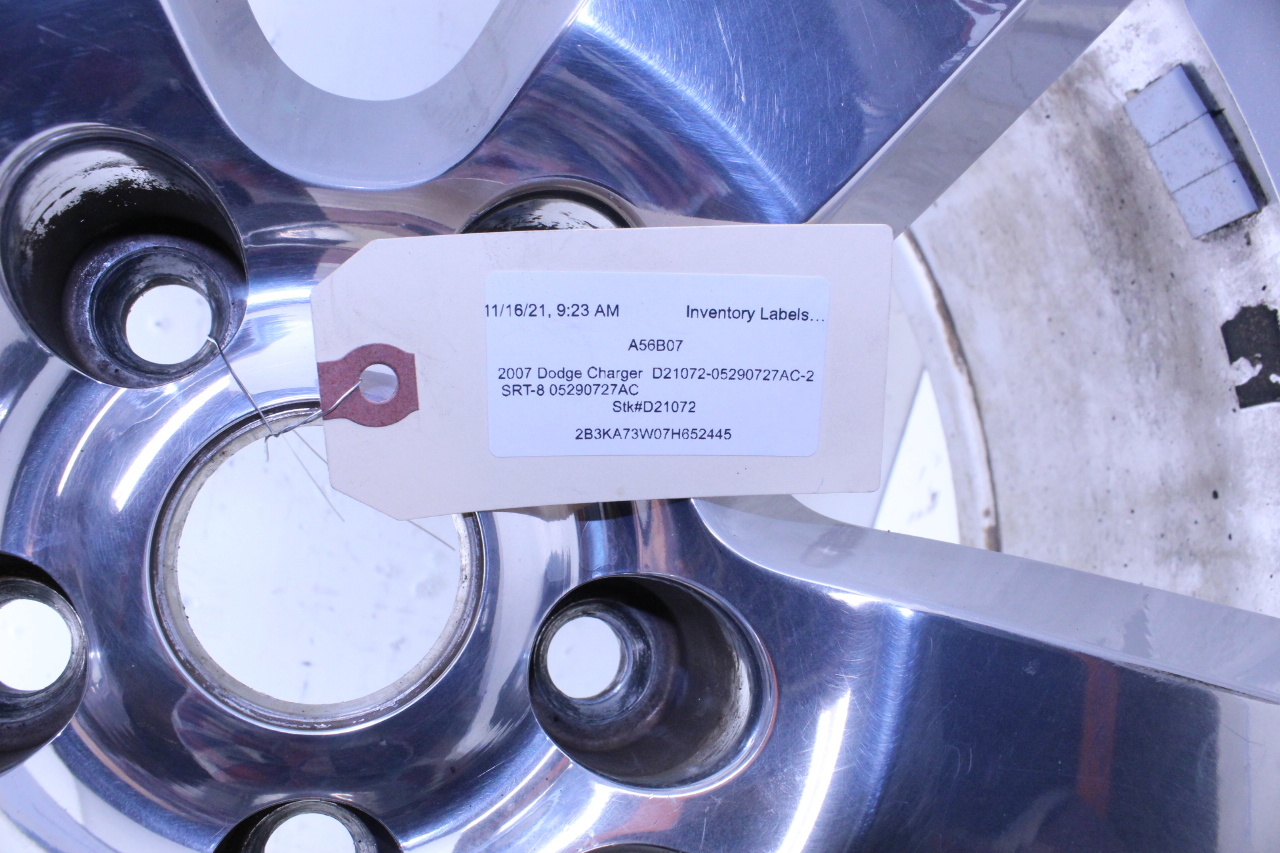 11/16/21, 9:23 AM Inventory Labels...
A56B07
2007 Dodge Charger D21072-05290727AC-2
SRT-8 05290727AC
Stk#D21072
2B3KA73W07H652445